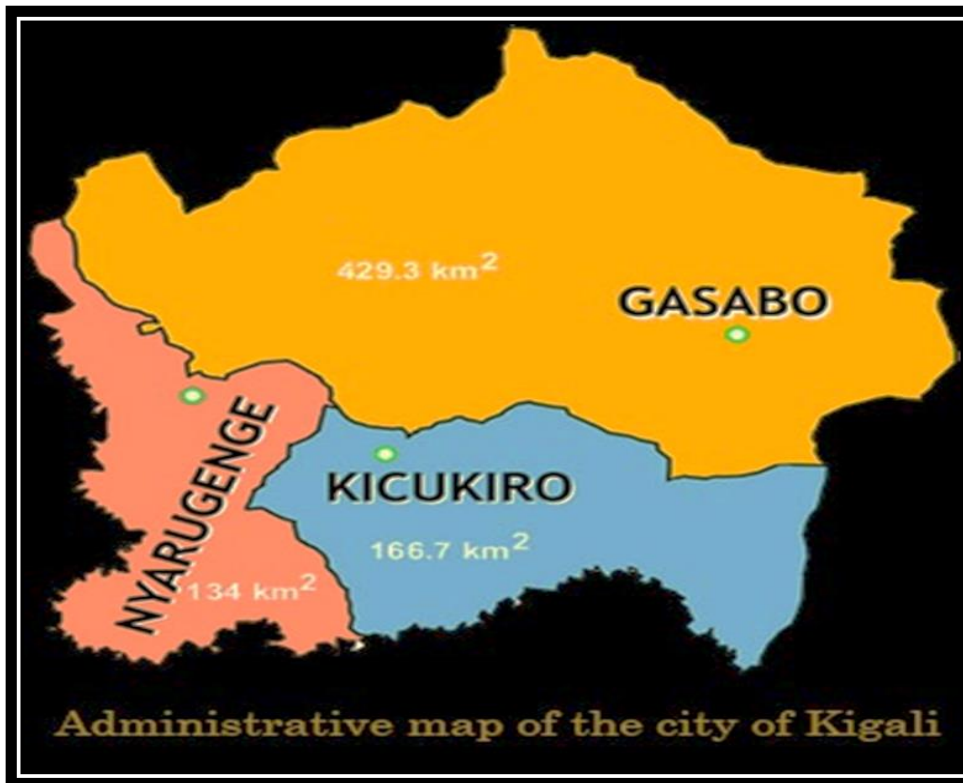 429.3 km²
GASABO
NYARUGENGE
KICUKIRO
166.7 km²
134 km²
Administrative map of the city of Kigali